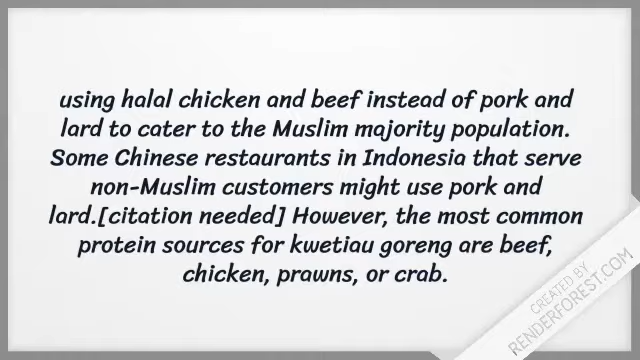 using halal chicken and beef instead of pork and
lard to cater to the Muslim majority population.
Some Chinese restaurants in Indonesia that serve
non-Muslim customers might use pork and
lard.[citation needed] However, the most common
protein sources for kwetiau goreng are beef,
chicken, prawns, or crab.
CREATED BY
RENDERFOREST.COM